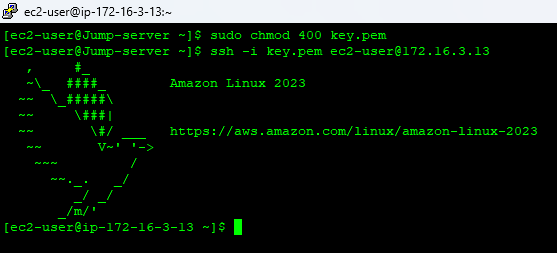 ec2-user@ip-172-16-3-13:~
[ec2-user@Jump-server ~]$ sudo chmod 400 key.pem
[ec2-user@Jump-server ~]$ ssh -i key.pem ec2-user@172.16.3.13
   ,     #_
   ~\_  ####_        Amazon Linux 2023
  ~~  \_#####\
  ~~     \###|
  ~~       \#/ ___   https://aws.amazon.com/linux/amazon-linux-2023
   ~~       V~' '->
    ~~~         /
      ~~._.   _/
         _/ _/
       _/m/'
[ec2-user@ip-172-16-3-13 ~]$